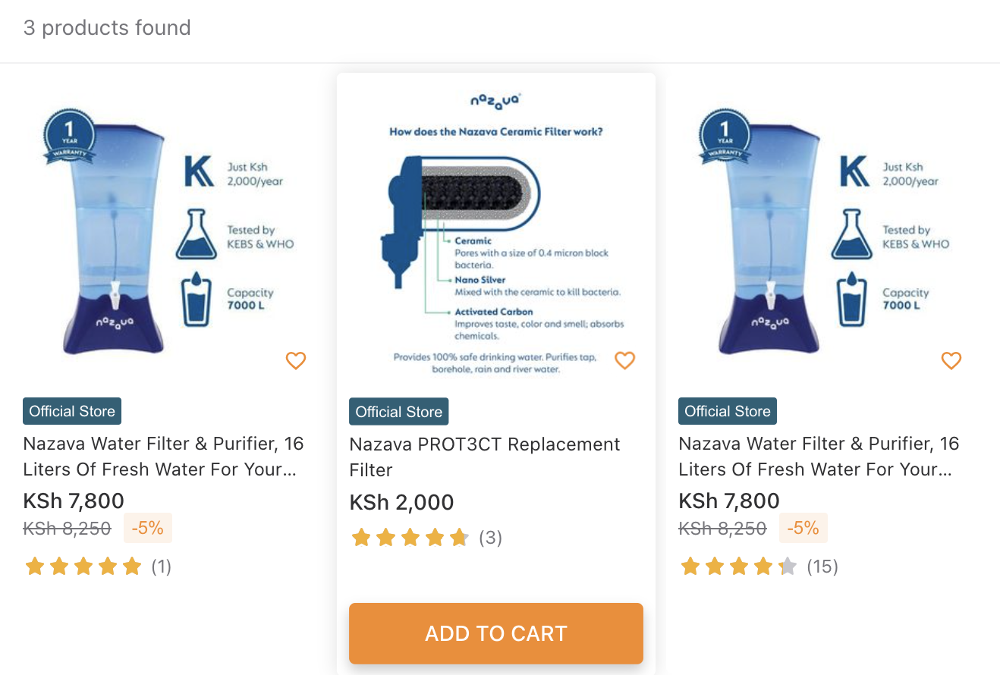 3 products found
1
YEAR
WARRANTY
Just Ksh
2,000/year
Tested by
KEBS & WHO
Capacity
7000 L
nazava
Official Store
Nazava Water Filter & Purifier, 16
Liters Of Fresh Water For Your...
KSh 7,800
KSh 8,250 -5%
(1)
nazava
How does the Nazava Ceramic Filter work?
Ceramic
Pores with a size of 0.4 micron block
bacteria.
Nano Silver
Mixed with the ceramic to kill bacteria.
Activated Carbon
Improves taste, color and smell; absorbs
chemicals.
Provides 100% safe drinking water. Purifies tap,
borehole, rain and river water.
Official Store
Nazava PROT3CT Replacement
Filter
KSh 2,000
(3)
ADD TO CART
1
YEAR
WARRANTY
Just Ksh
2,000/year
Tested by
KEBS & WHO
Capacity
7000 L
nazava
Official Store
Nazava Water Filter & Purifier, 16
Liters Of Fresh Water For Your...
KSh 7,800
KSh 8,250 -5%
(15)